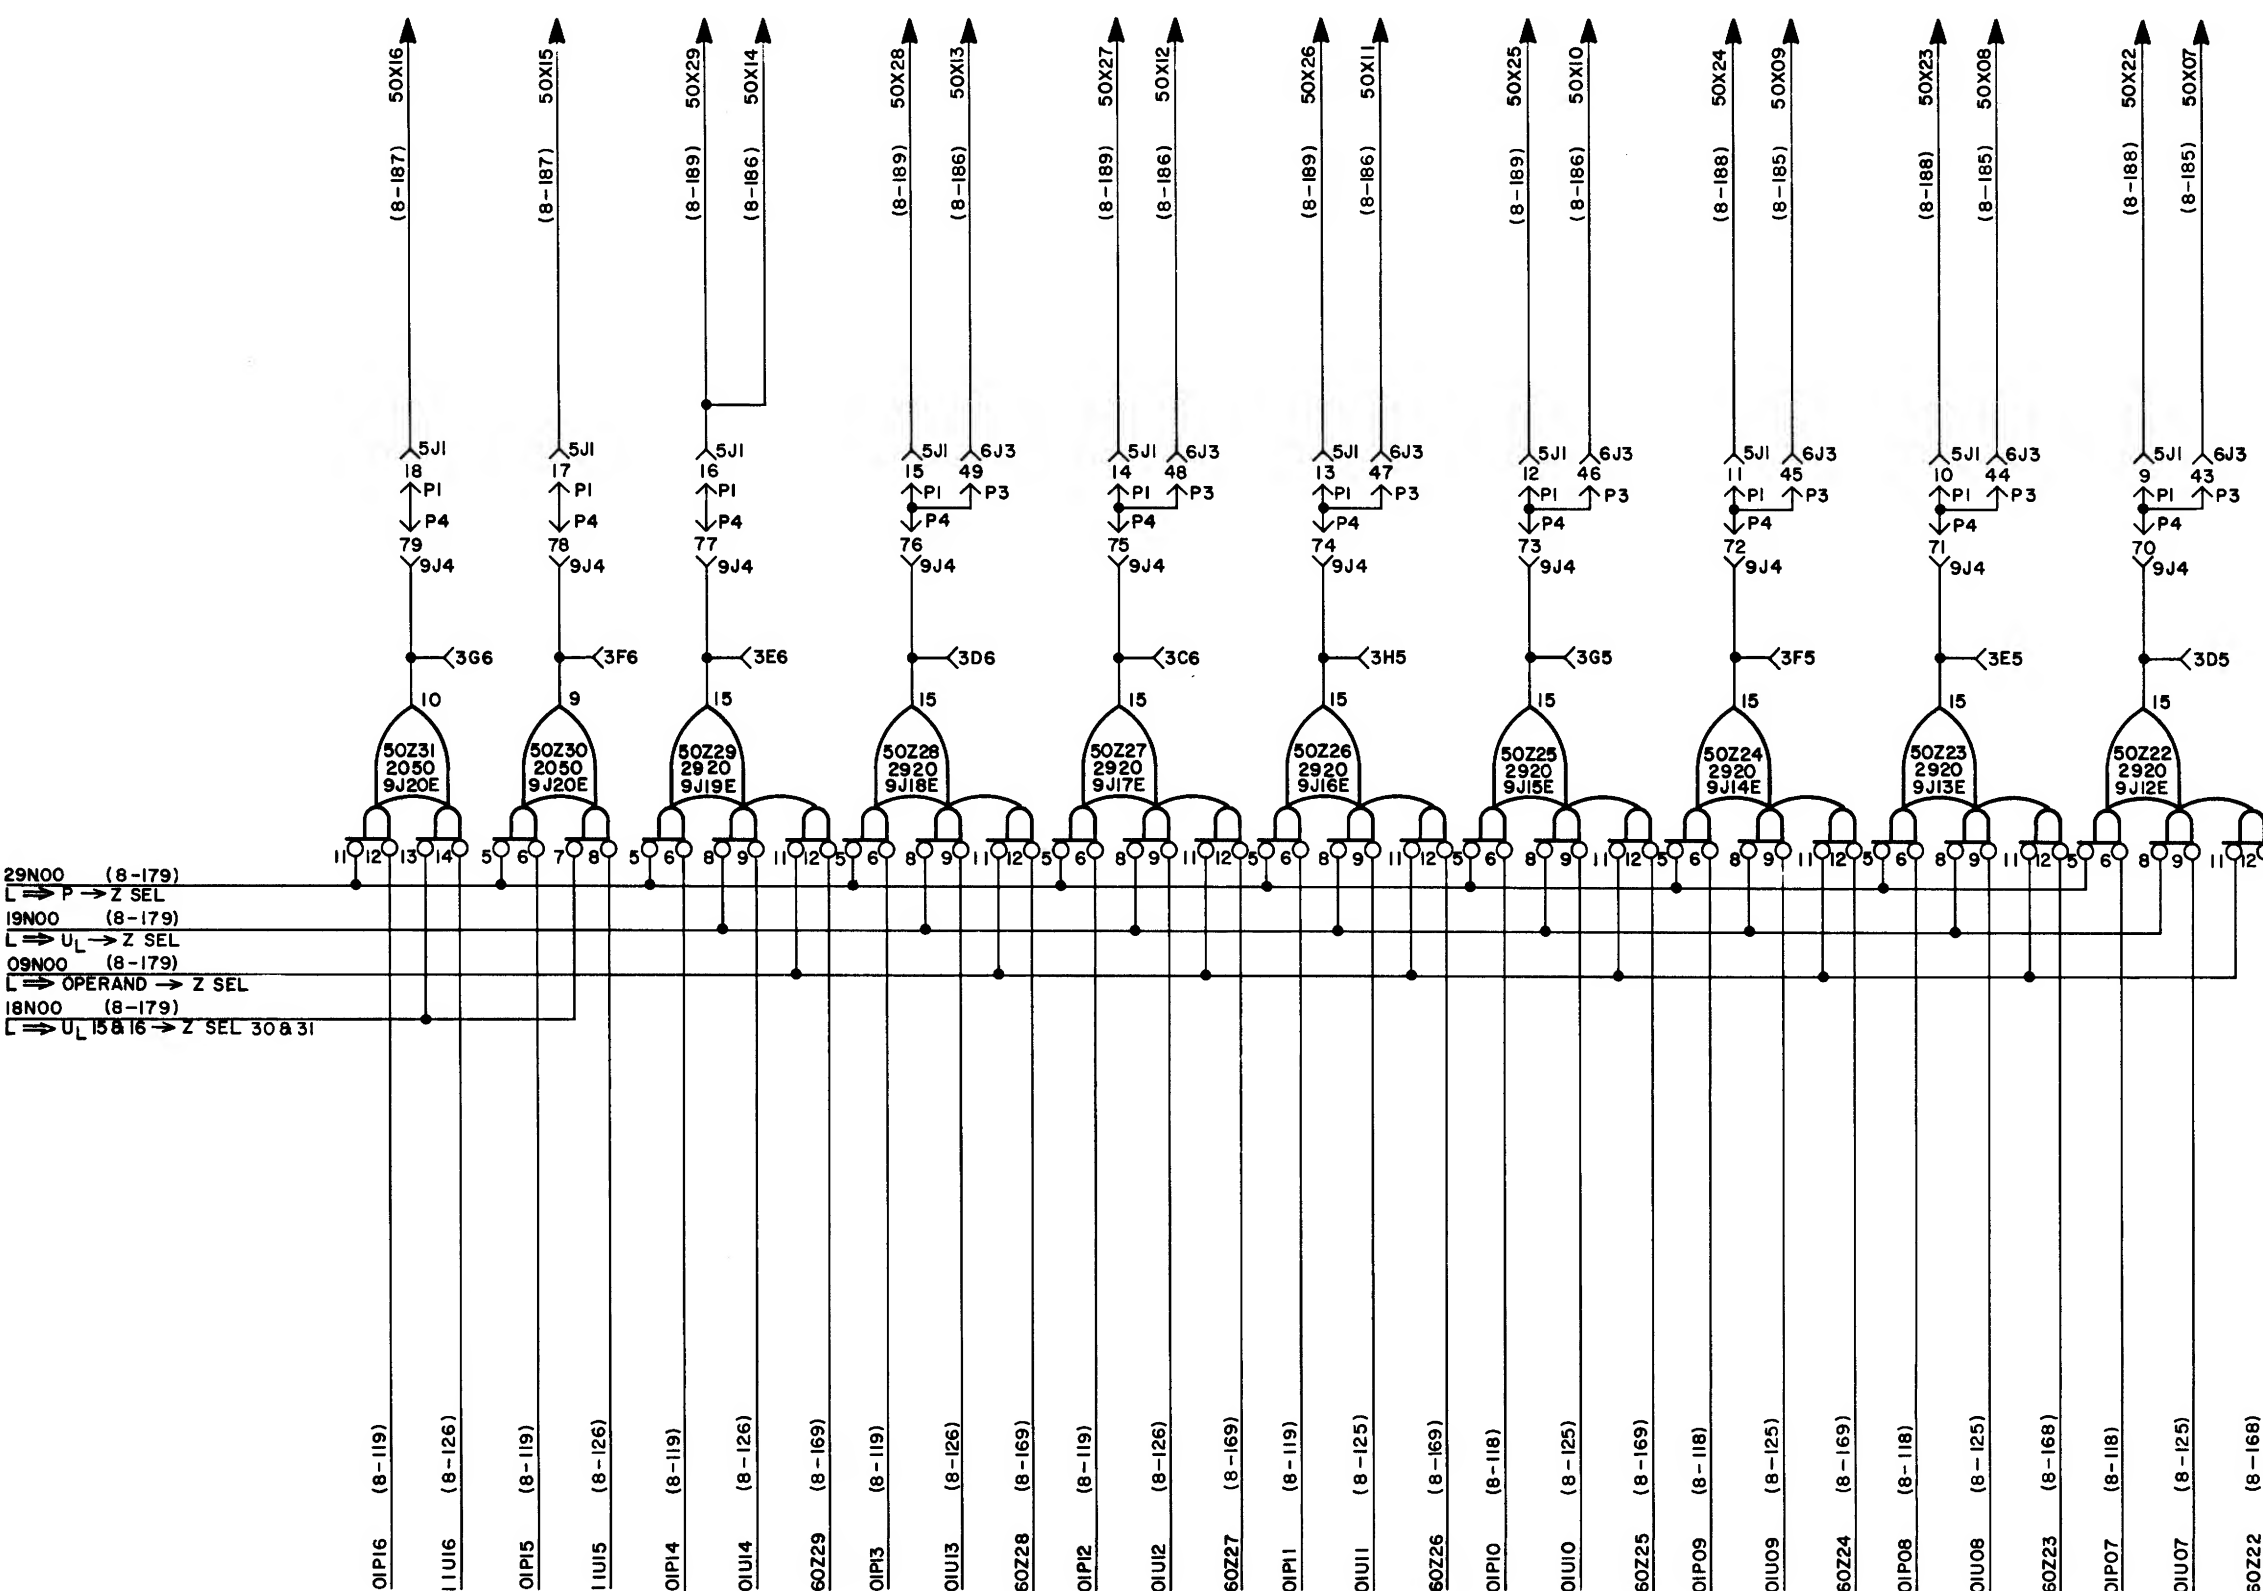 50X16 50X15 50X29 50X14 50X28 50X13 50X27 50X12 50X26 50X11 50X25 50X10 50X24 50X09 50X23 50X08 50X22 50X07
(8-187) (8-187) (8-189) (8-186) (8-189) (8-186) (8-189) (8-186) (8-189) (8-186) (8-189) (8-186) (8-188) (8-185) (8-188) (8-185) (8-188) (8-185)
5J1 5J1 5J1 5J1 6J3 5J1 6J3 5J1 6J3 5J1 6J3 5J1 6J3 5J1 6J3 5J1 6J3
18 17 16 15 49 14 48 13 47 12 46 11 45 10 44 9 43
P1 P1 P1 P1 P3 P1 P3 P1 P3 P1 P3 P1 P3 P1 P3 P1 P3
P4 P4 P4 P4 P4 P4 P4 P4 P4 P4
79 78 77 76 75 74 73 72 71 70
9J4 9J4 9J4 9J4 9J4 9J4 9J4 9J4 9J4 9J4
3G6 3F6 3E6 3D6 3C6 3H5 3G5 3F5 3E5 3D5
10 9 15 15 15 15 15 15 15 15
50Z31 50Z30 50Z29 50Z28 50Z27 50Z26 50Z25 50Z24 50Z23 50Z22
2050 2050 2920 2920 2920 2920 2920 2920 2920 2920
9J20E 9J20E 9J19E 9J18E 9J17E 9J16E 9J15E 9J14E 9J13E 9J12E
11 12 13 14 5 6 7 8 5 6 8 9 11 12 5 6 8 9 11 12 5 6 8 9 11 12 5 6 8 9 11 12 5 6 8 9 11 12 5 6 8 9 11 12 5 6 8 9 11 12 5 6 8 9 11 12
29N00 (8-179)
L ⇒ P → Z SEL
19N00 (8-179)
L ⇒ UL → Z SEL
09N00 (8-179)
L ⇒ OPERAND → Z SEL
18N00 (8-179)
L ⇒ UL 15 & 16 → Z SEL 30 & 31
(8-119) (8-126) (8-119) (8-126) (8-119) (8-126) (8-169) (8-119) (8-126) (8-169) (8-119) (8-126) (8-169) (8-119) (8-125) (8-169) (8-118) (8-125) (8-169) (8-118) (8-125) (8-169) (8-118) (8-125) (8-168) (8-118) (8-125) (8-168)
01P16 11U16 01P15 11U15 01P14 01U14 60Z29 01P13 01U13 60Z28 01P12 01U12 60Z27 01P11 01U11 60Z26 01P10 01U10 60Z25 01P09 01U09 60Z24 01P08 01U08 60Z23 01P07 01U07 60Z22